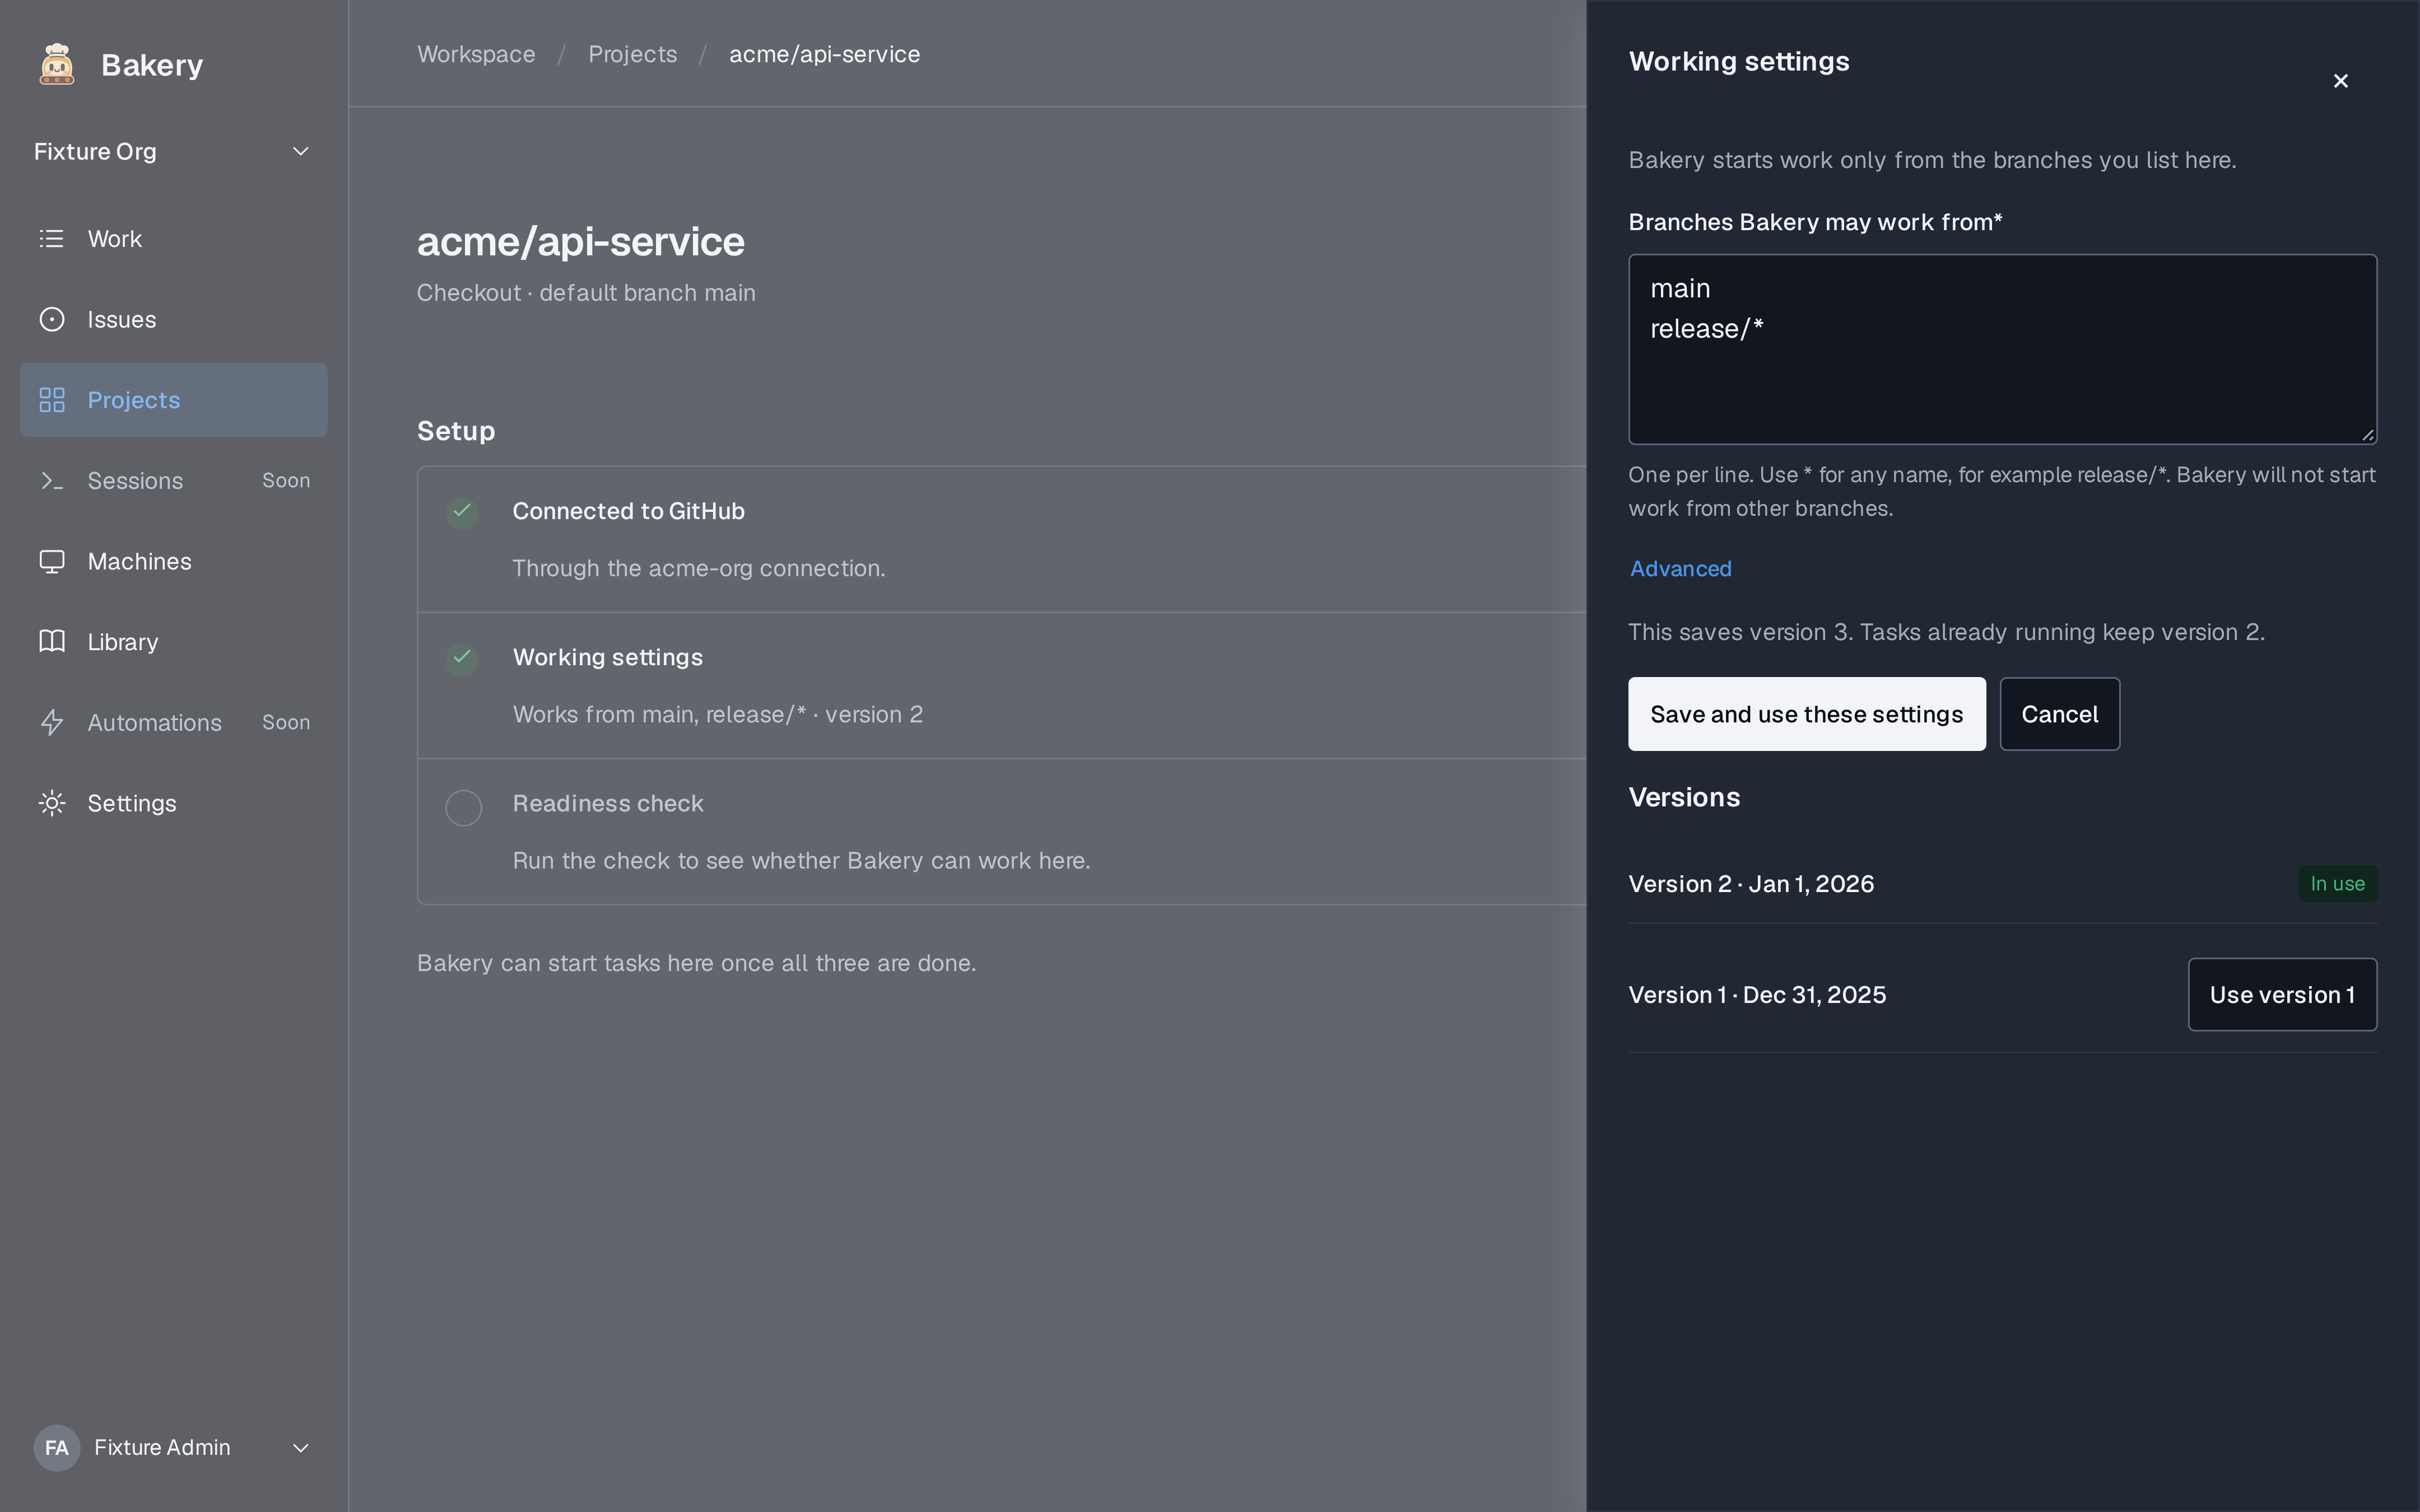 Bakery
Fixture Org
Work
Issues
Projects
Sessions Soon
Machines
Library
Automations Soon
Settings
FA Fixture Admin
Workspace / Projects / acme/api-service
acme/api-service
Checkout · default branch main
Setup
Connected to GitHub
Through the acme-org connection.
Working settings
Works from main, release/* · version 2
Readiness check
Run the check to see whether Bakery can work here.
Bakery can start tasks here once all three are done.
Working settings
Bakery starts work only from the branches you list here.
Branches Bakery may work from*
main
release/*
One per line. Use * for any name, for example release/*. Bakery will not start
work from other branches.
Advanced
This saves version 3. Tasks already running keep version 2.
Save and use these settings Cancel
Versions
Version 2 · Jan 1, 2026 In use
Version 1 · Dec 31, 2025 Use version 1